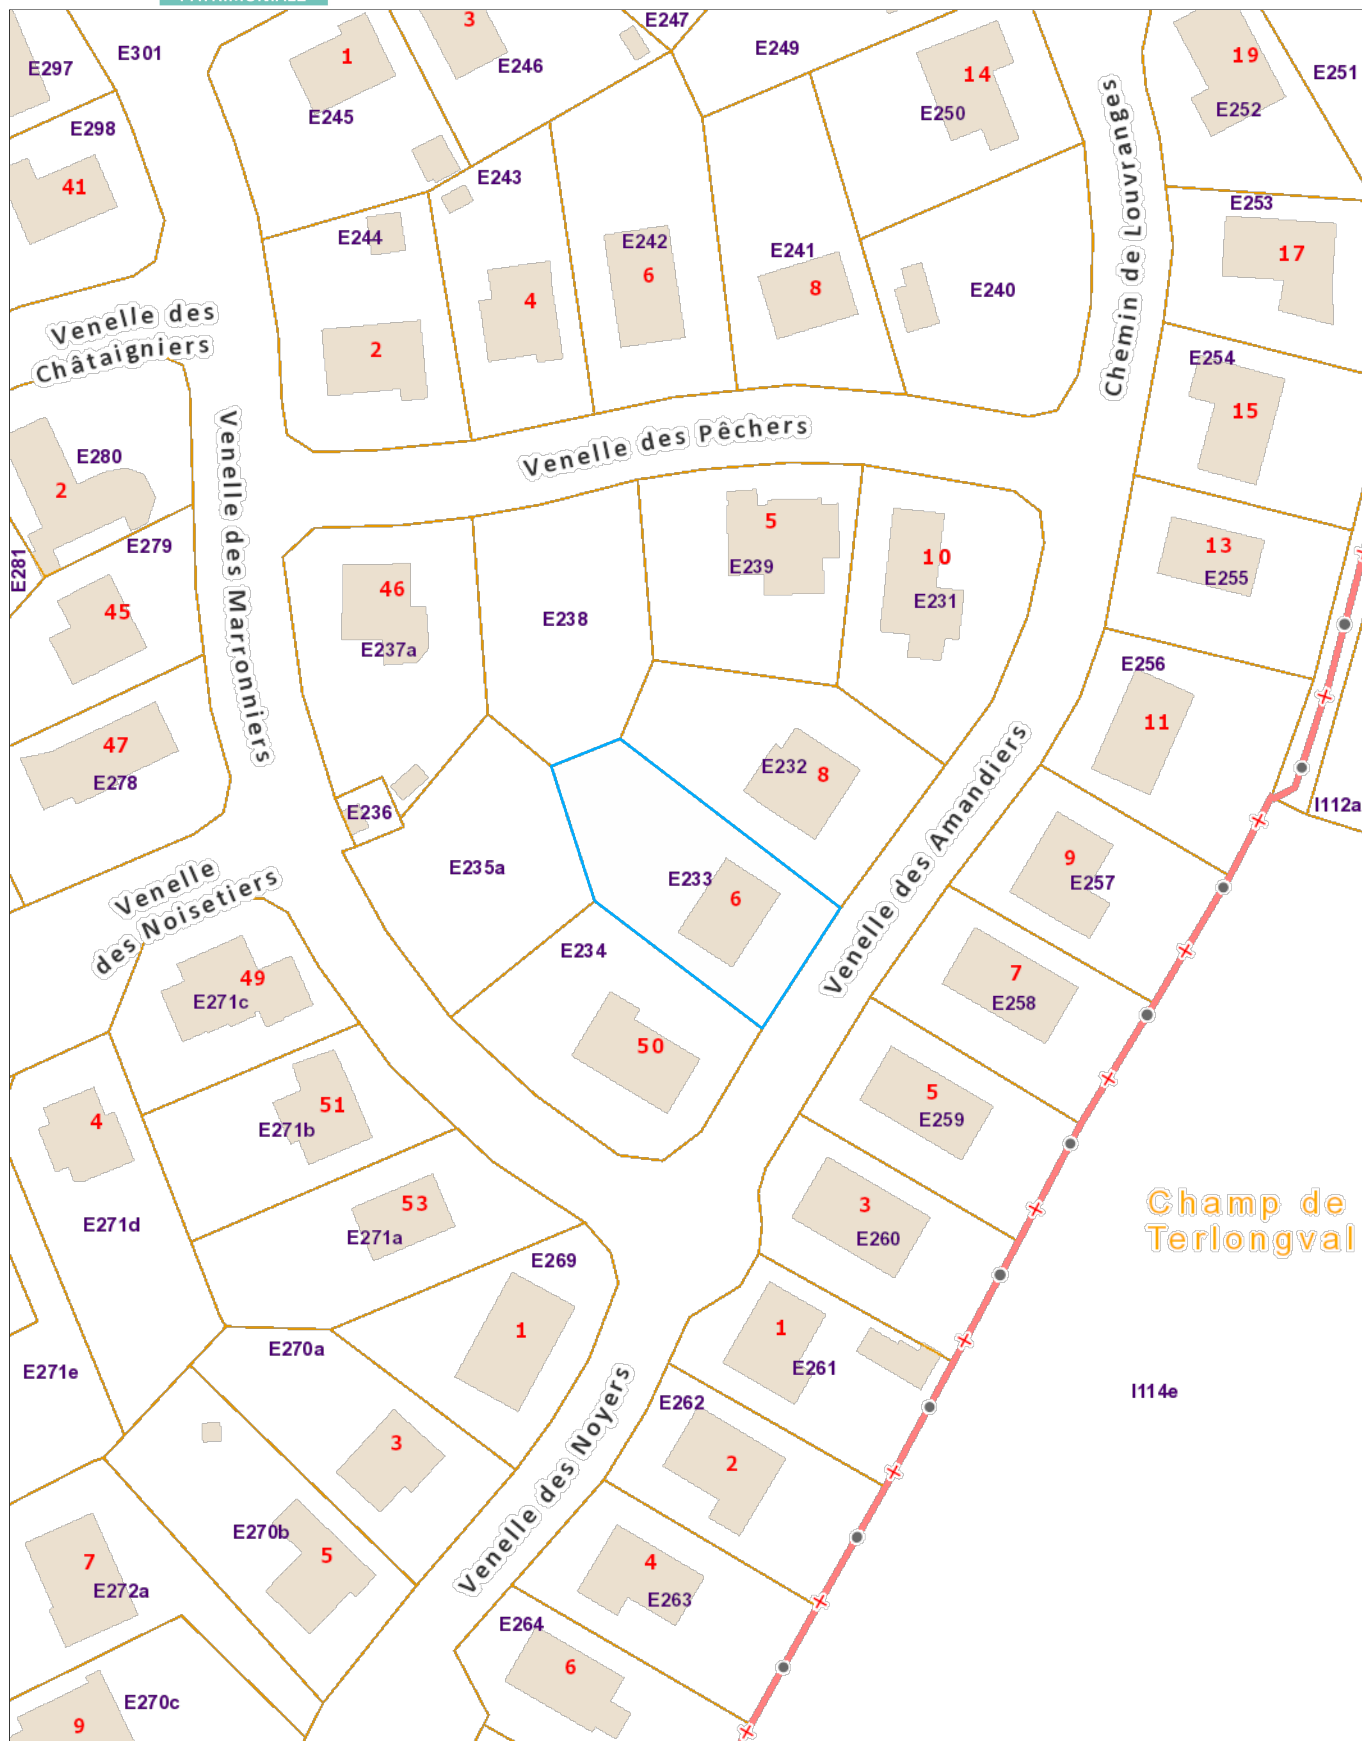 E247
3
E301
E249
1
19
E297
E246
14
E251
E245
E250
E252
E298
Chemin de Louvranges
41
E243
E253
E244
E242
E241
17
6
8
E240
4
Venelle des
Châtaigniers
2
E254
15
Venelle des Pêchers
E280
2
Venelle des Marronniers
5
E279
13
E281
10
E239
E255
46
E231
45
E238
E237a
E256
11
47
E232
8
E278
Venelle des Amandiers
I112a
E236
9
E235a
E233
E257
Venelle
des Noisetiers
6
E234
49
7
E271c
E258
50
5
51
4
E259
E271b
53
3
Champ de
Terlongval
E271d
E271a
E260
E269
1
1
E270a
E261
E271e
I114e
E262
Venelle des Noyers
3
2
E270b
5
7
4
E272a
E263
E264
6
E270c
9